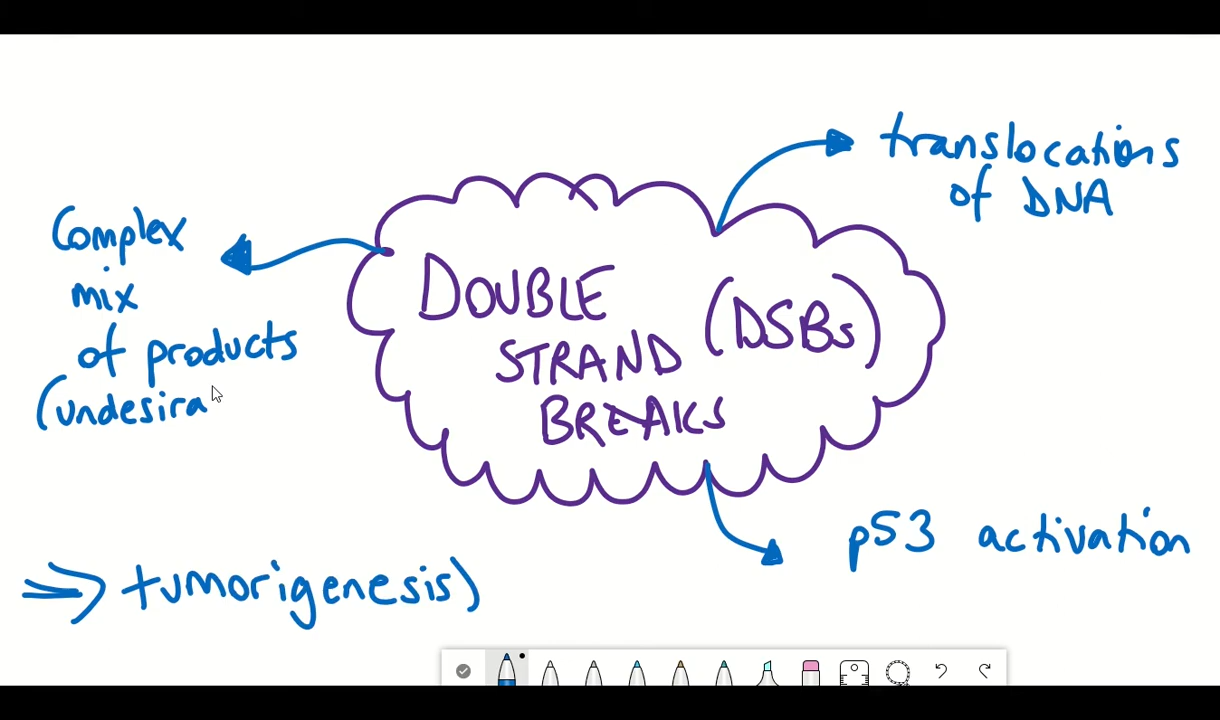 translocations
of DNA
Complex
mix
of products
(undesira
DOUBLE
STRAND
BREAKS
(DSBs)
p53 activation
⇒ tumorigenesis)